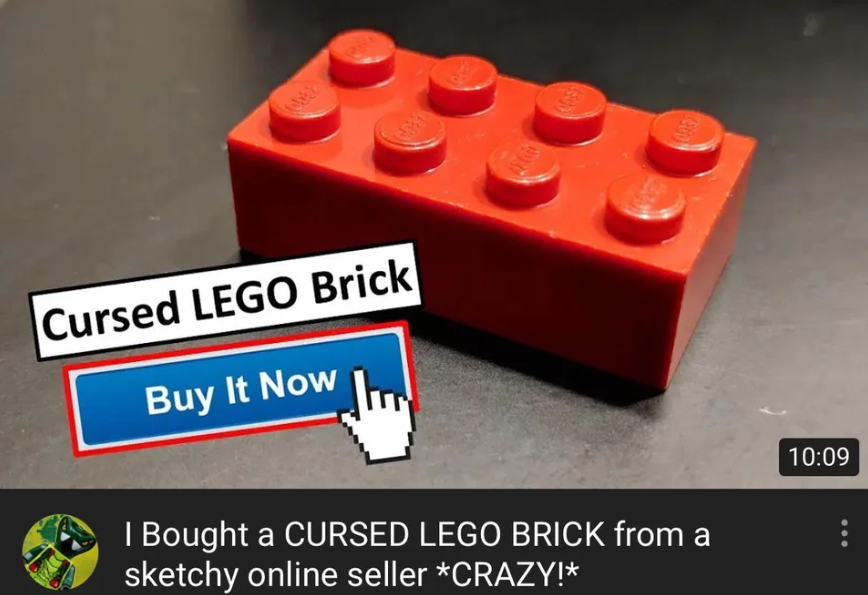 Cursed LEGO Brick
Buy It Now
10:09
I Bought a CURSED LEGO BRICK from a
sketchy online seller *CRAZY!*